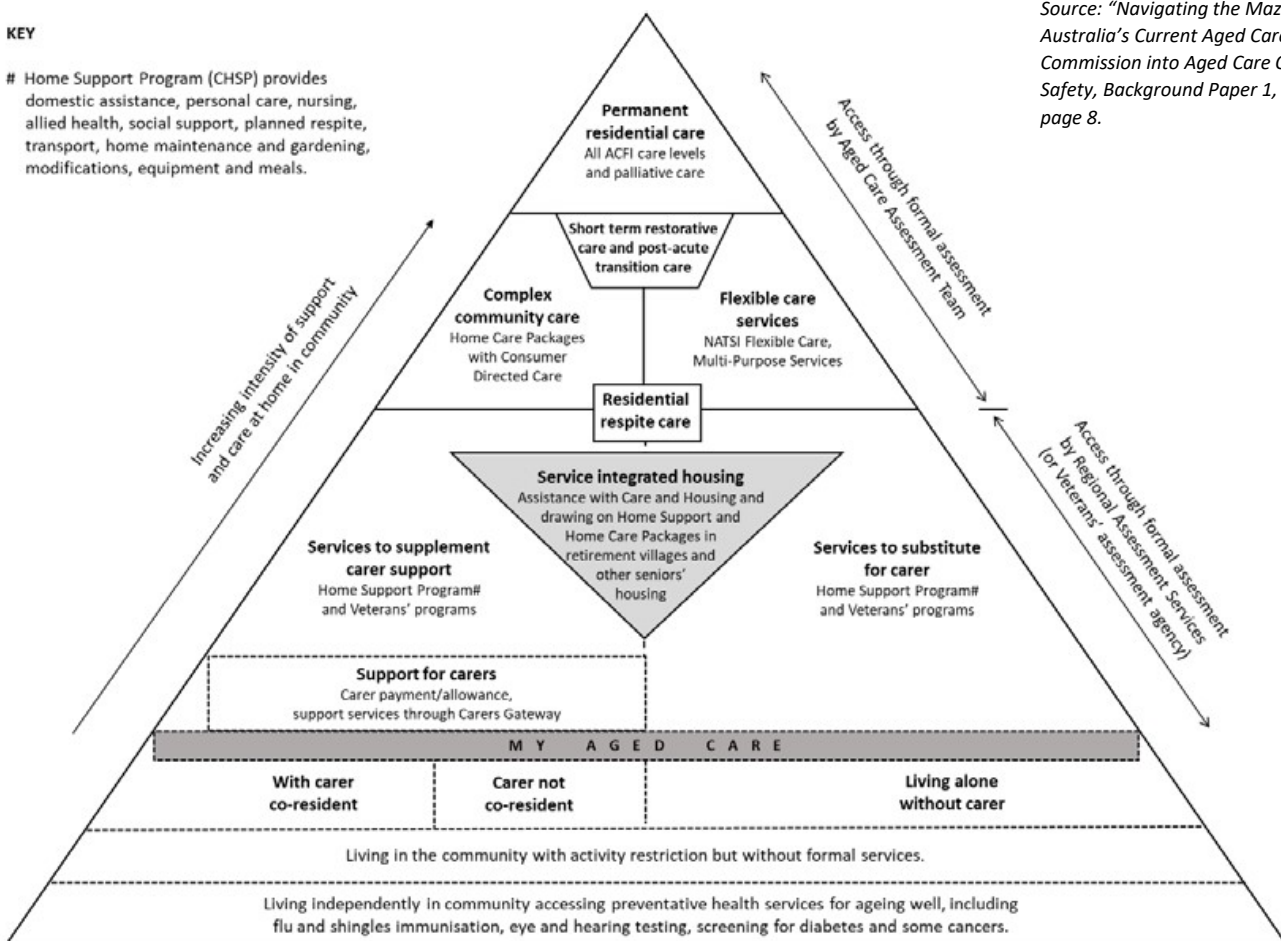 KEY
# Home Support Program (CHSP) provides
domestic assistance, personal care, nursing,
allied health, social support, planned respite,
transport, home maintenance and gardening,
modifications, equipment and meals.
Source: “Navigating the Maz
Australia’s Current Aged Car
Commission into Aged Care
Safety, Background Paper 1,
page 8.
Permanent
residential care
All ACFI care levels
and palliative care
Access through formal assessment
by Aged Care Assessment Team
Short term restorative
care and post-acute
transition care
Increasing intensity of support
and care at home in community
Complex
community care
Home Care Packages
with Consumer
Directed Care
Flexible care
services
NATSI Flexible Care,
Multi-Purpose Services
Residential
respite care
Access through formal assessment
by Regional Assessment Services
(or Veterans’ assessment
agency)
Service integrated housing
Assistance with Care and Housing and
drawing on Home Support and
Home Care Packages in
retirement villages and
other seniors’
housing
Services to supplement
carer support
Home Support Program#
and Veterans’ programs
Services to substitute
for carer
Home Support Program#
and Veterans’ programs
Support for carers
Carer payment/allowance,
support services through Carers Gateway
MY AGED CARE
With carer
co-resident
Carer not
co-resident
Living alone
without carer
Living in the community with activity restriction but without formal services.
Living independently in community accessing preventative health services for ageing well, including
flu and shingles immunisation, eye and hearing testing, screening for diabetes and some cancers.